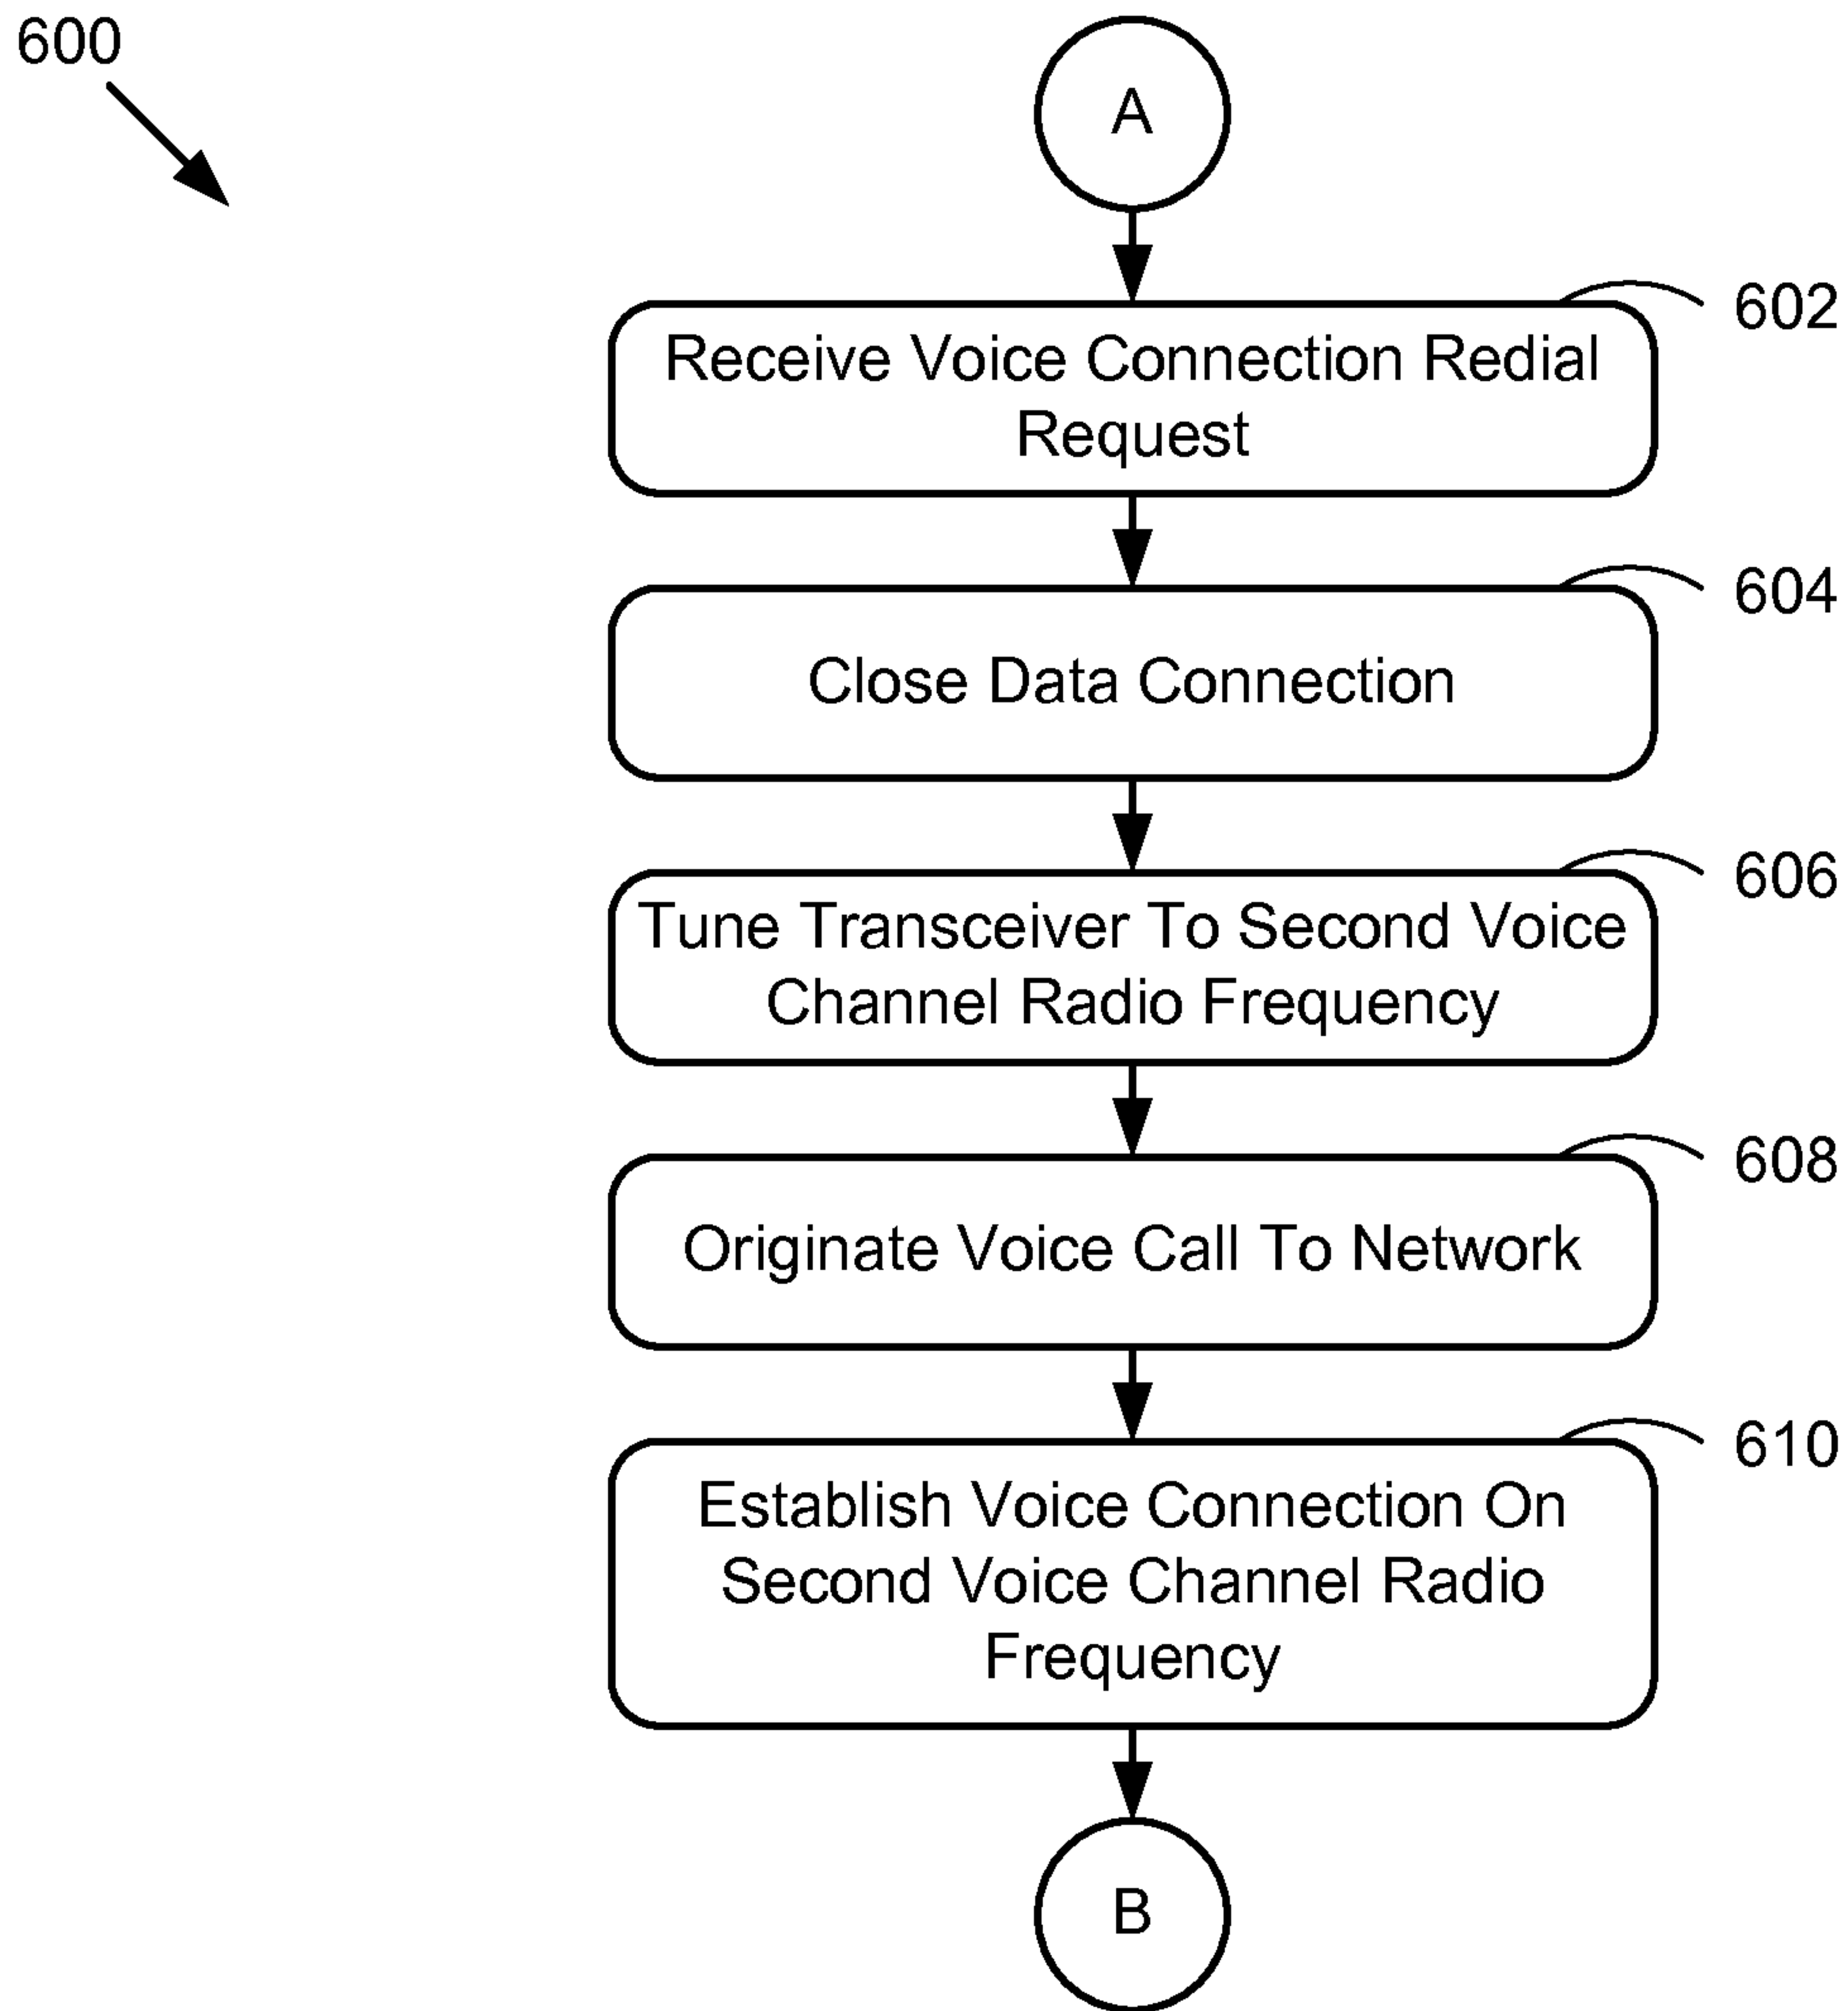 600
A
602
Receive Voice Connection Redial
Request
604
Close Data Connection
606
Tune Transceiver To Second Voice
Channel Radio Frequency
608
Originate Voice Call To Network
610
Establish Voice Connection On
Second Voice Channel Radio
Frequency
B